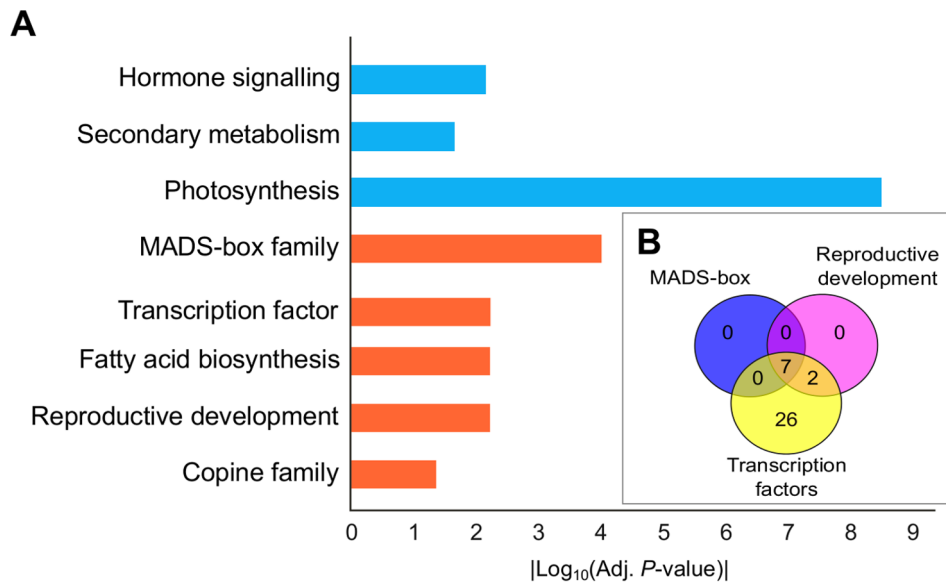 A
Hormone signalling
Secondary metabolism
Photosynthesis
MADS-box family
Transcription factor
Fatty acid biosynthesis
Reproductive development
Copine family
0 1 2 3 4 5 6 7 8 9
|Log₁₀(Adj. P-value)|
B
MADS-box
Reproductive
development
0 0 0
7
0 2
26
Transcription
factors